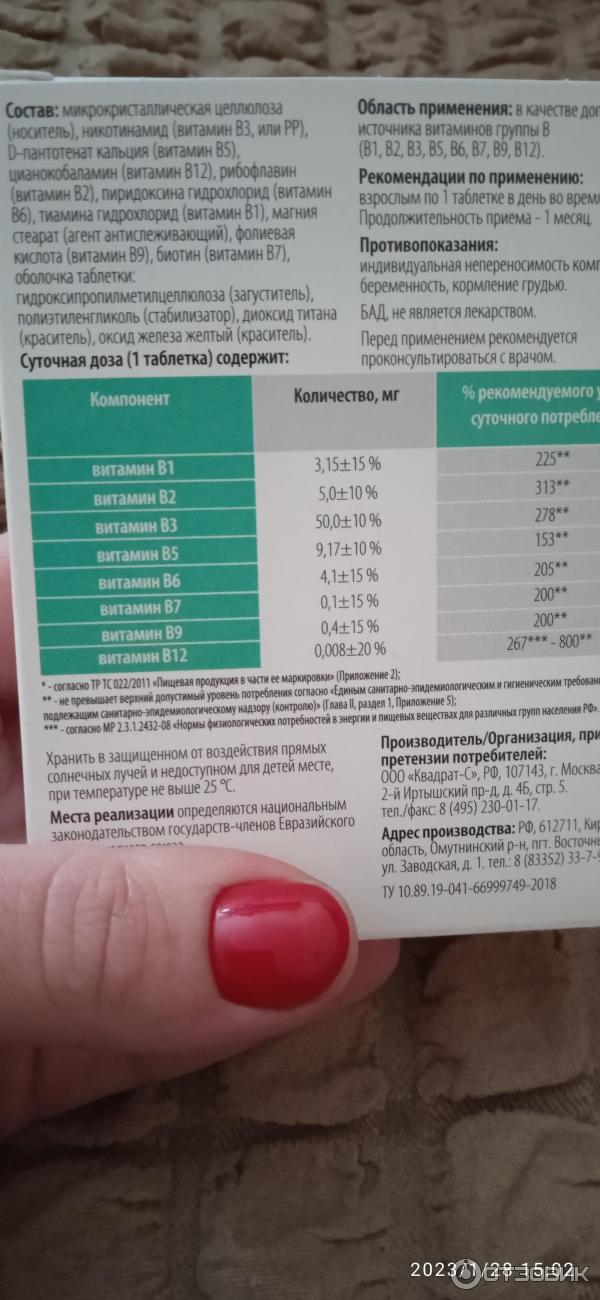 Состав: микрокристаллическая целлюлоза
(носитель), никотинамид (витамин В3, или РР),
D-пантотенат кальция (витамин В5),
цианокобаламин (витамин В12), рибофлавин
(витамин В2), пиридоксина гидрохлорид (витамин
В6), тиамина гидрохлорид (витамин В1), магния
стеарат (агент антислеживающий), фолиевая
кислота (витамин В9), биотин (витамин В7),
оболочка таблетки:
гидроксипропилметилцеллюлоза (загуститель),
полиэтиленгликоль (стабилизатор), диоксид титана
(краситель), оксид железа желтый (краситель).
Область применения: в качестве
источника витаминов группы В
(В1, В2, В3, В5, В6, В7, В9, В12).
Рекомендации по применению:
взрослым по 1 таблетке в день во время
Продолжительность приема - 1 месяц.
Противопоказания:
индивидуальная непереносимость
беременность, кормление грудью.
БАД, не является лекарством.
Перед применением рекомендуется
проконсультироваться с врачом.
Суточная доза (1 таблетка) содержит:
Компонент Количество, мг % рекомендуемого
суточного
витамин В1 3,15±15 % 225**
витамин В2 5,0±10 % 313**
витамин В3 50,0±10 % 278**
витамин В5 9,17±10 % 153**
витамин В6 4,1±15 % 205**
витамин В7 0,1±15 % 200**
витамин В9 0,4±15 % 200**
витамин В12 0,008±20 % 267*** - 800**
* - согласно ТР ТС 022/2011 «Пищевая продукция в части ее маркировки» (Приложение 2);
** - не превышает верхний допустимый уровень потребления согласно «Единым санитарно-эпидемиологическим и гигиеническим
подлежащим санитарно-эпидемиологическому надзору (контролю)» (Глава II, раздел 1, Приложение 5);
*** - согласно МР 2.3.1.2432-08 «Нормы физиологических потребностей в энергии и пищевых веществах для различных групп населения РФ».
Хранить в защищенном от воздействия прямых
солнечных лучей и недоступном для детей месте,
при температуре не выше 25 °С.
Места реализации определяются национальным
законодательством государств-членов Евразийского
Производитель/Организация,
претензии потребителей:
ООО «Квадрат-С», РФ, 107143, г. Москва
2-й Иртышский пр-д, д. 4Б, стр. 5.
тел./факс: 8 (495) 230-01-17.
Адрес производства: РФ, 612711,
область, Омутнинский р-н, пгт. Восточный
ул. Заводская, д. 1. тел.: 8 (83352) 33-7-
ТУ 10.89.19-041-66999749-2018
2023/1/28 15:02
ОТЗОВИК